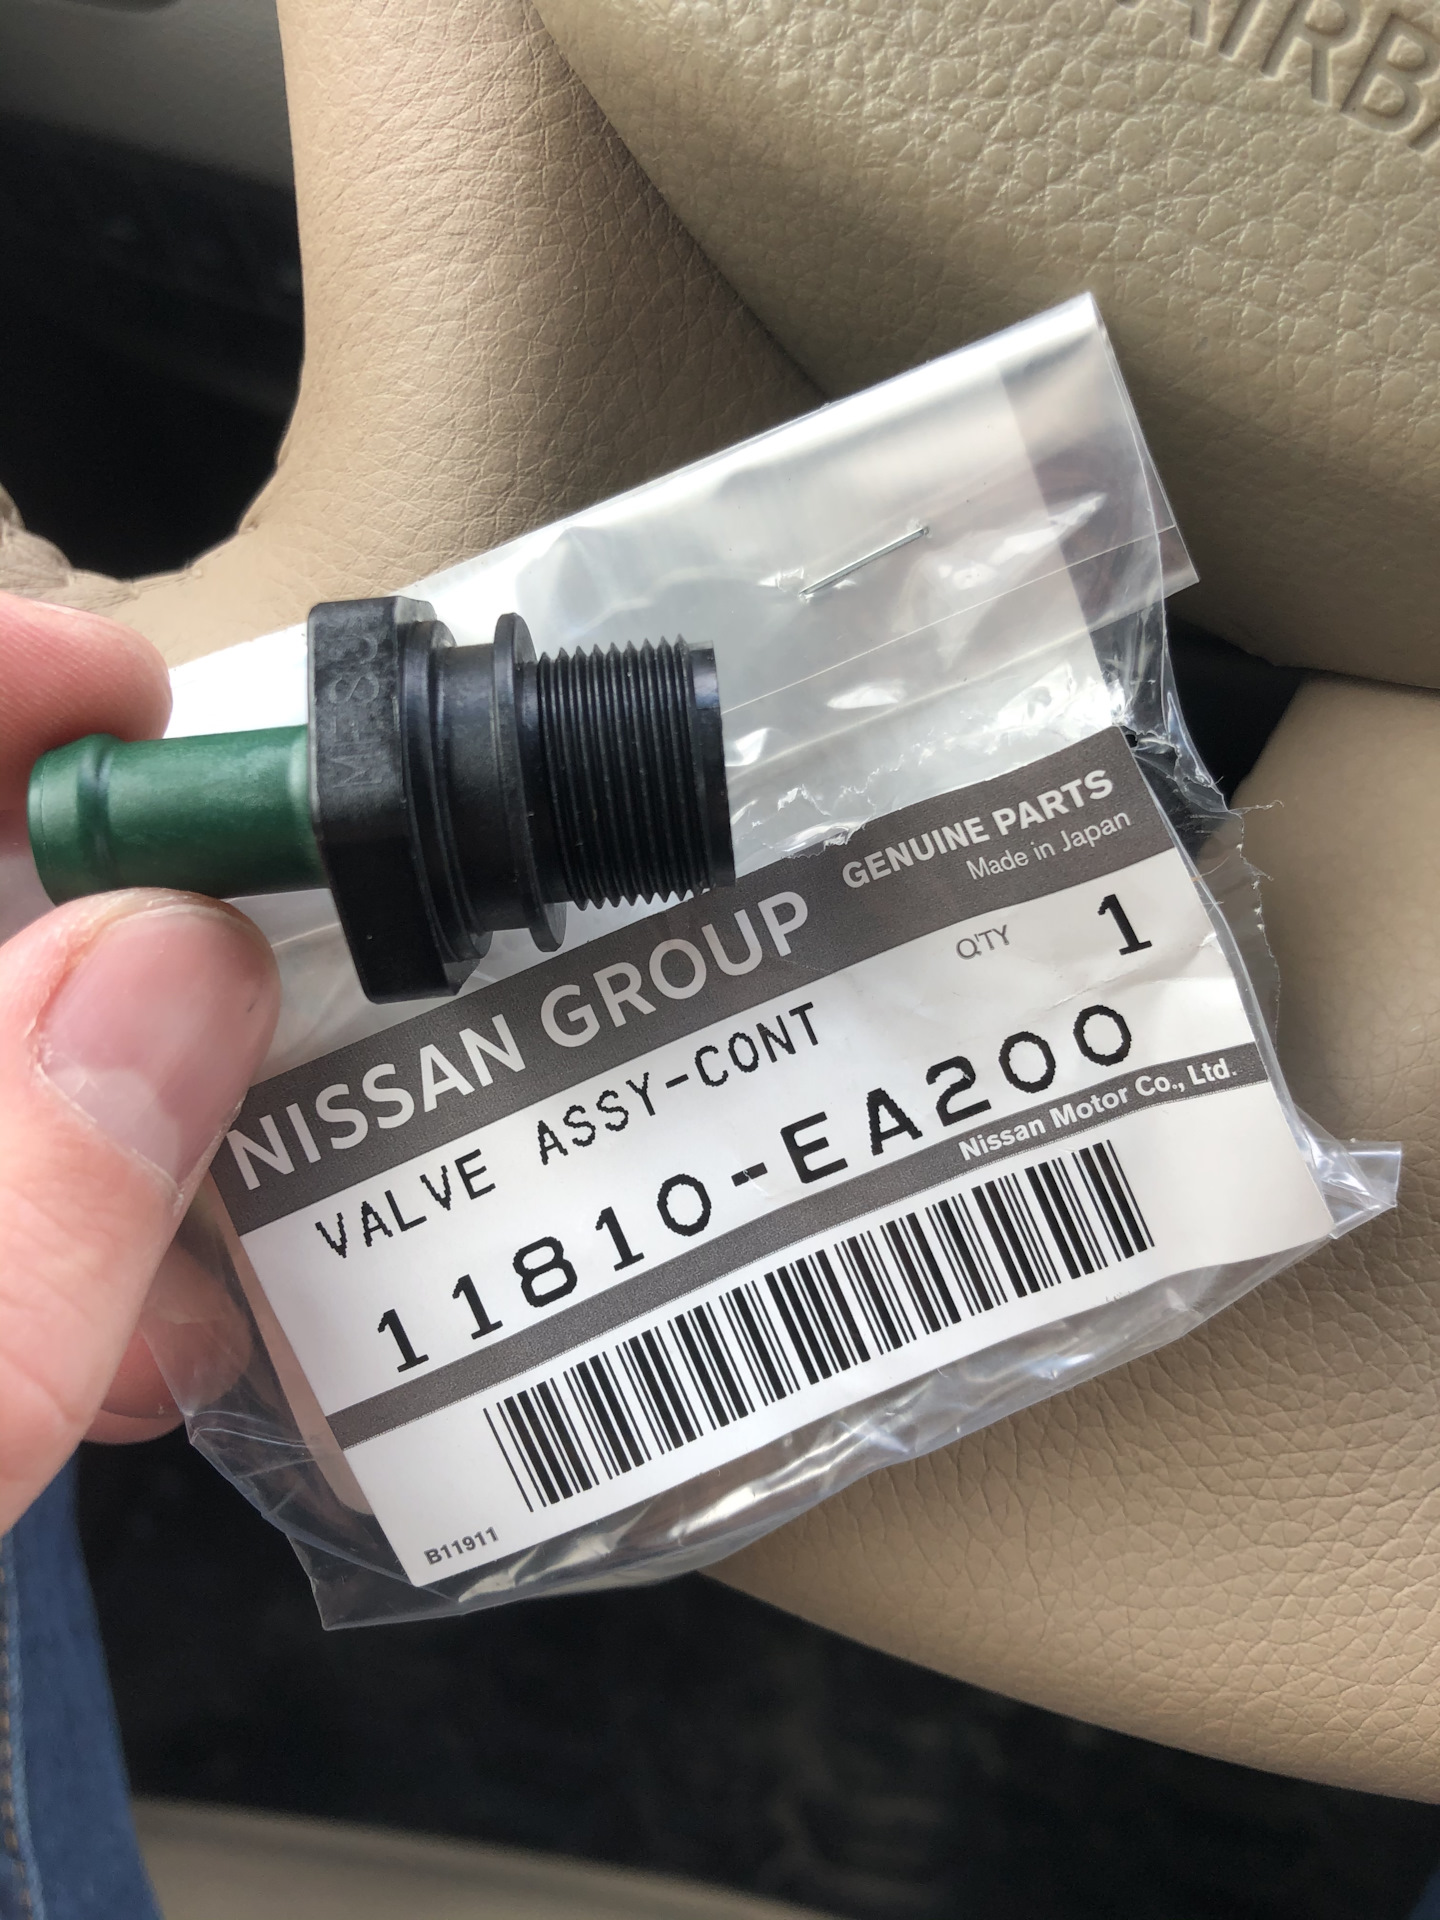 AIRBA
NISSAN GROUP
GENUINE PARTS
Made in Japan
VALVE ASSY-CONT
Q'TY 1
11810-EA200
Nissan Motor Co., Ltd.
B11911